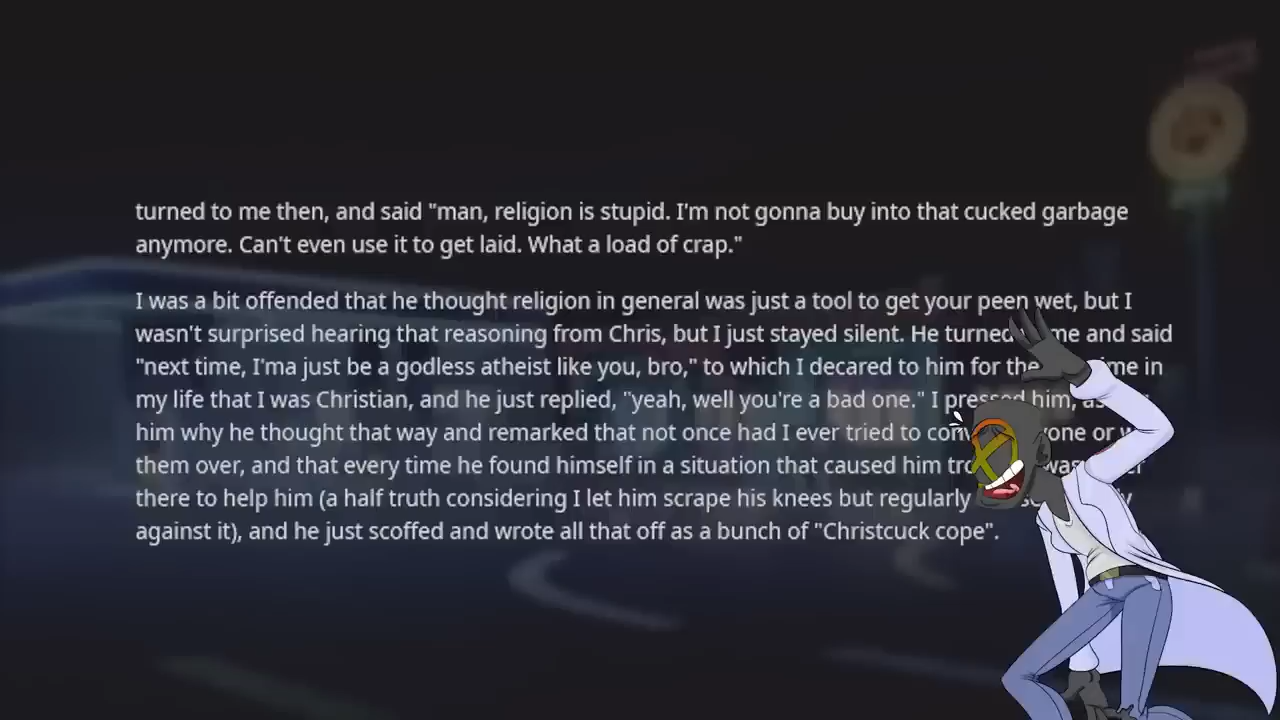 turned to me then, and said "man, religion is stupid. I'm not gonna buy into that cucked garbage
anymore. Can't even use it to get laid. What a load of crap."
I was a bit offended that he thought religion in general was just a tool to get your peen wet, but I
wasn't surprised hearing that reasoning from Chris, but I just stayed silent. He turned me and said
"next time, I'ma just be a godless atheist like you, bro," to which I decared to him for the in
my life that I was Christian, and he just replied, "yeah, well you're a bad one." I pressed him,
him why he thought that way and remarked that not once had I ever tried to or
them over, and that every time he found himself in a situation that caused him
there to help him (a half truth considering I let him scrape his knees but regularly
against it), and he just scoffed and wrote all that off as a bunch of "Christcuck cope".